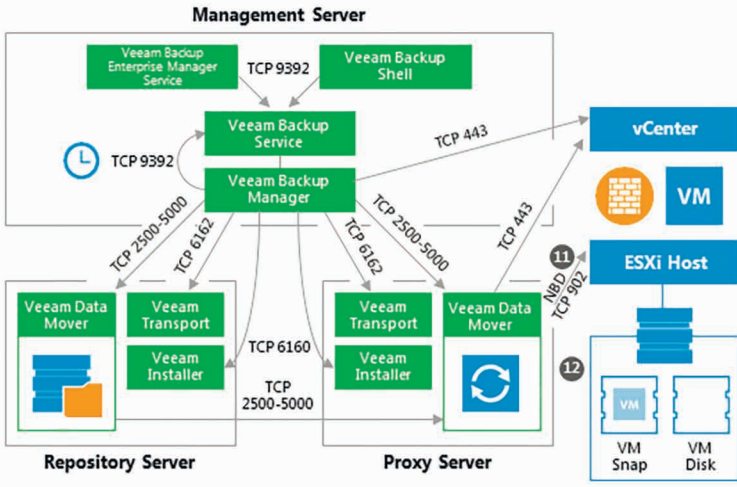 Management Server
Veeam Backup
Enterprise Manager
Service
TCP 9392
Veeam Backup
Shell
Veeam Backup
Service
TCP 9392
Veeam Backup
Manager
TCP 443
vCenter
VM
TCP 2500-5000
TCP 6162
TCP 6162
TCP 2500-5000
TCP 443
11
NBD
TCP 902
ESXi Host
Veeam Data
Mover
Veeam
Transport
Veeam
Installer
TCP 6160
TCP
2500-5000
Veeam
Transport
Veeam
Installer
Veeam Data
Mover
12
VM
VM
Snap
VM
Disk
Repository Server
Proxy Server